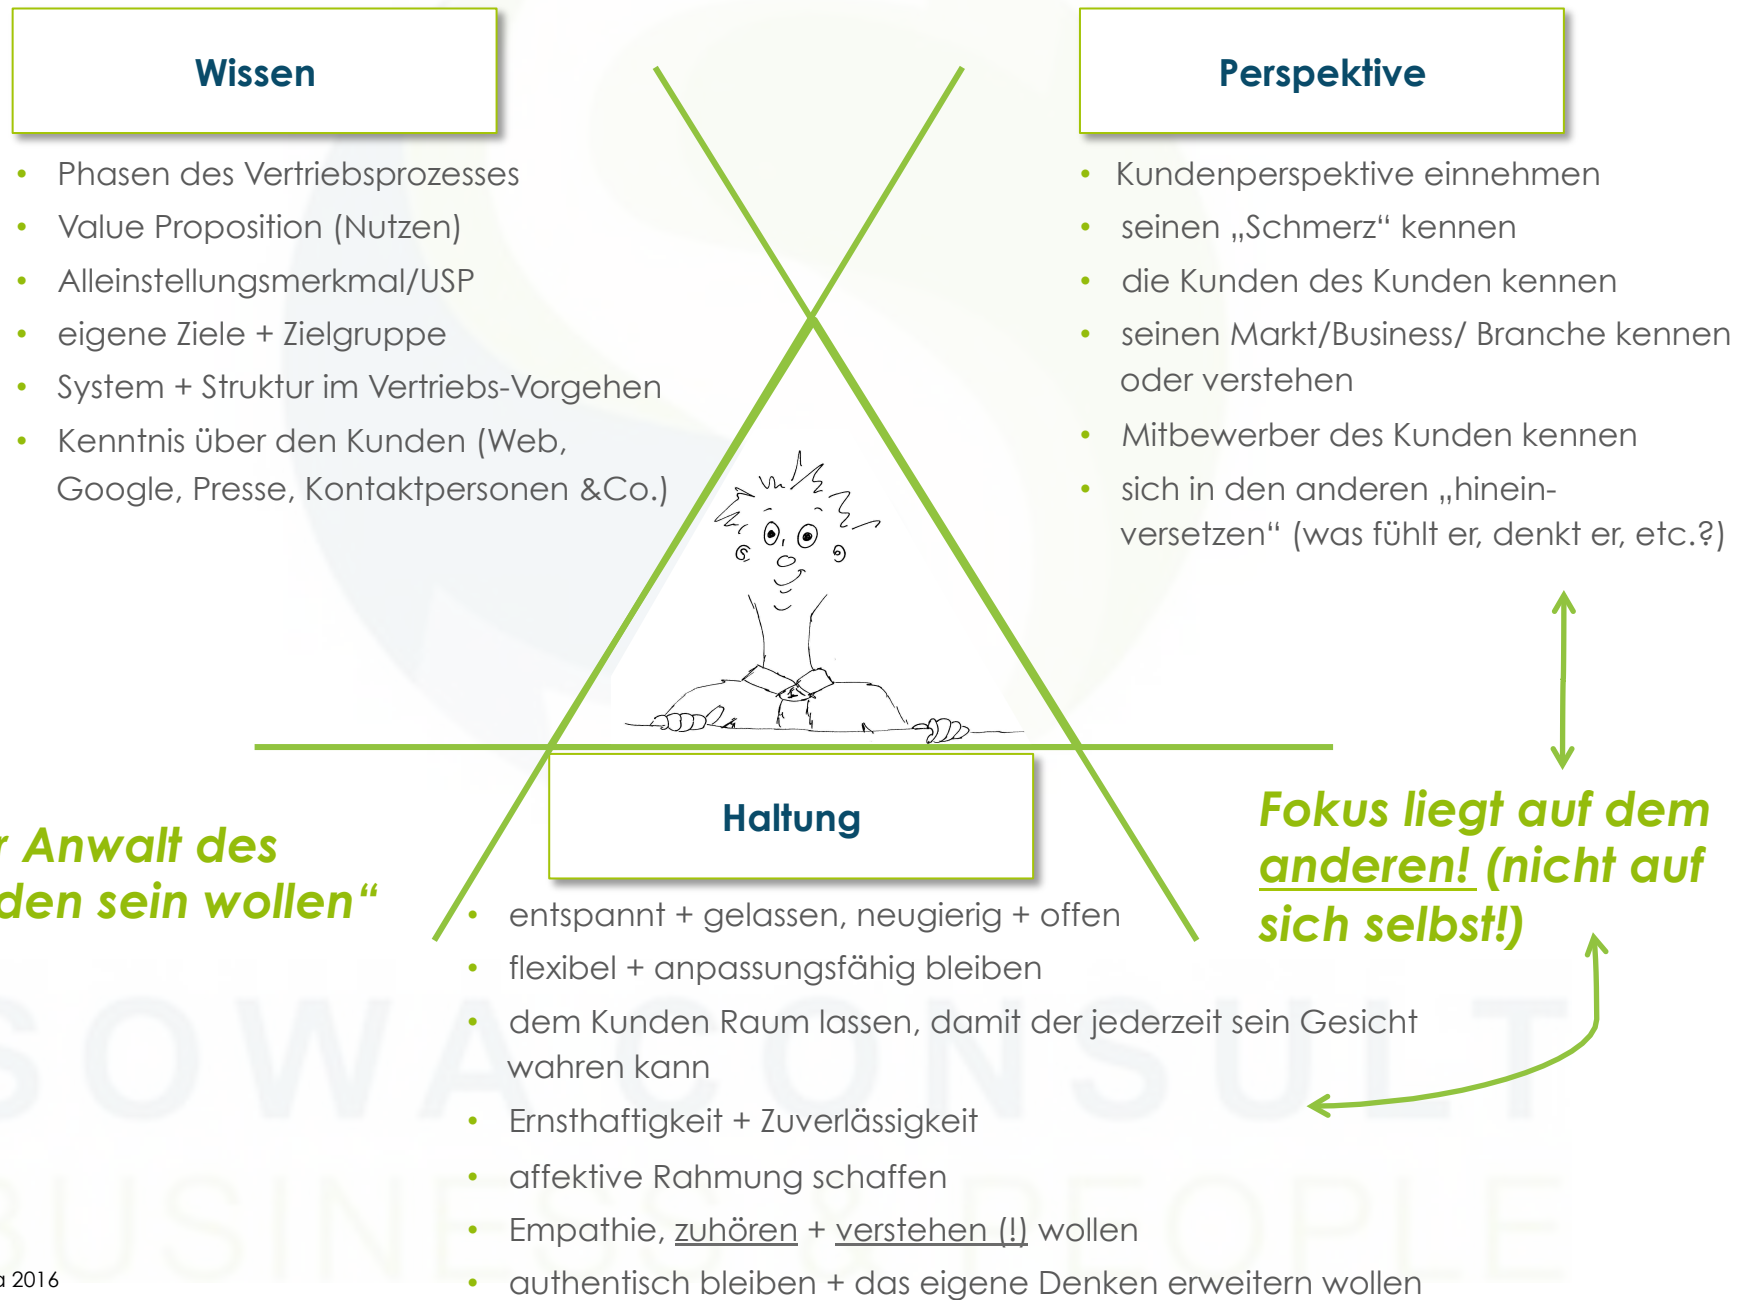 Wissen
• Phasen des Vertriebsprozesses
• Value Proposition (Nutzen)
• Alleinstellungsmerkmal/USP
• eigene Ziele + Zielgruppe
• System + Struktur im Vertriebs-Vorgehen
• Kenntnis über den Kunden (Web,
Google, Presse, Kontaktpersonen &Co.)
Perspektive
• Kundenperspektive einnehmen
• seinen „Schmerz“ kennen
• die Kunden des Kunden kennen
• seinen Markt/Business/ Branche kennen
oder verstehen
• Mitbewerber des Kunden kennen
• sich in den anderen „hinein-
versetzen“ (was fühlt er, denkt er, etc.?)
r Anwalt des
den sein wollen“
Fokus liegt auf dem
anderen! (nicht auf
sich selbst!)
Haltung
• entspannt + gelassen, neugierig + offen
• flexibel + anpassungsfähig bleiben
• dem Kunden Raum lassen, damit der jederzeit sein Gesicht
wahren kann
• Ernsthaftigkeit + Zuverlässigkeit
• affektive Rahmung schaffen
• Empathie, zuhören + verstehen (!) wollen
• authentisch bleiben + das eigene Denken erweitern wollen
SOWA CONSULT
BUSINESS & PEOPLE
a 2016